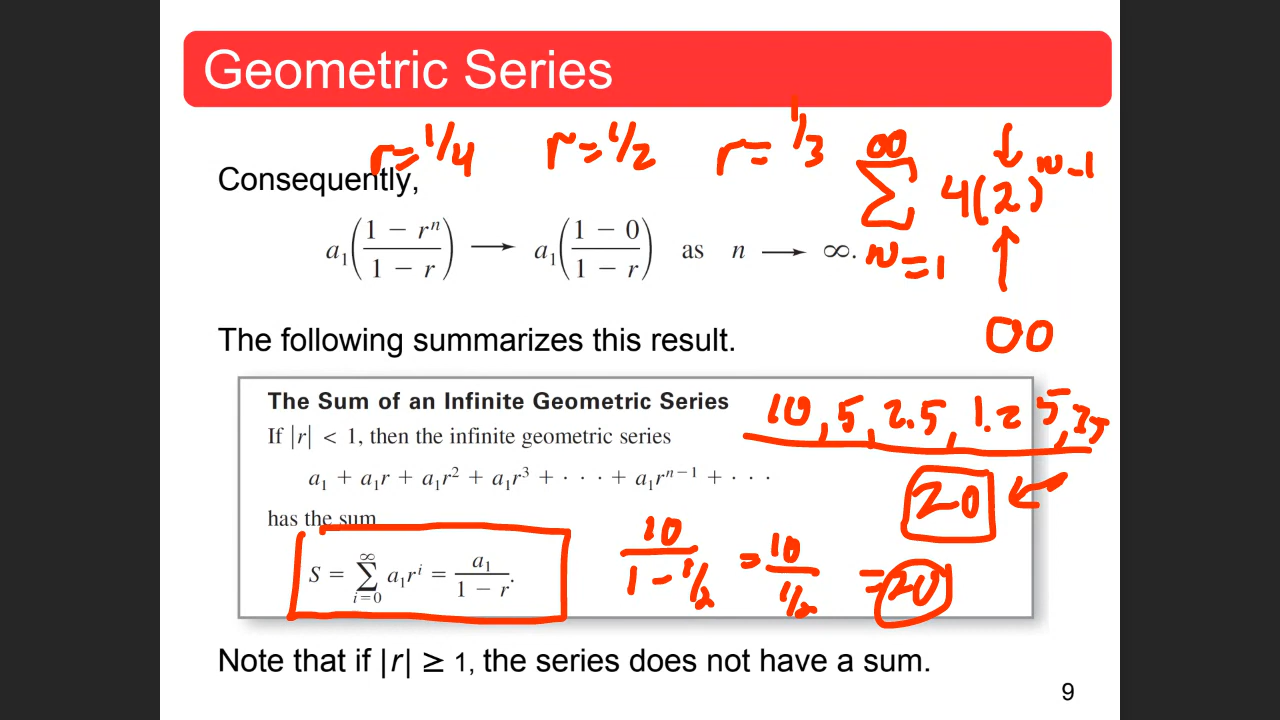 Geometric Series
r=1/4 r=1/2 r=1/3
∞ Σ n=1 4(2)^n-1
Consequently,
a₁((1 − rⁿ)/(1 − r)) ⟶ a₁((1 − 0)/(1 − r)) as n ⟶ ∞.
∞
The following summarizes this result.
The Sum of an Infinite Geometric Series
10, 5, 2.5, 1.25,
If |r| < 1, then the infinite geometric series
a₁ + a₁r + a₁r² + a₁r³ + · · · + a₁rⁿ⁻¹ + · · ·
20
has the sum
S = ∞ Σ i=0 a₁rⁱ = a₁/(1 − r).
10/(1 − 1/2) = 10/(1/2) = 20
Note that if |r| ≥ 1, the series does not have a sum.
9